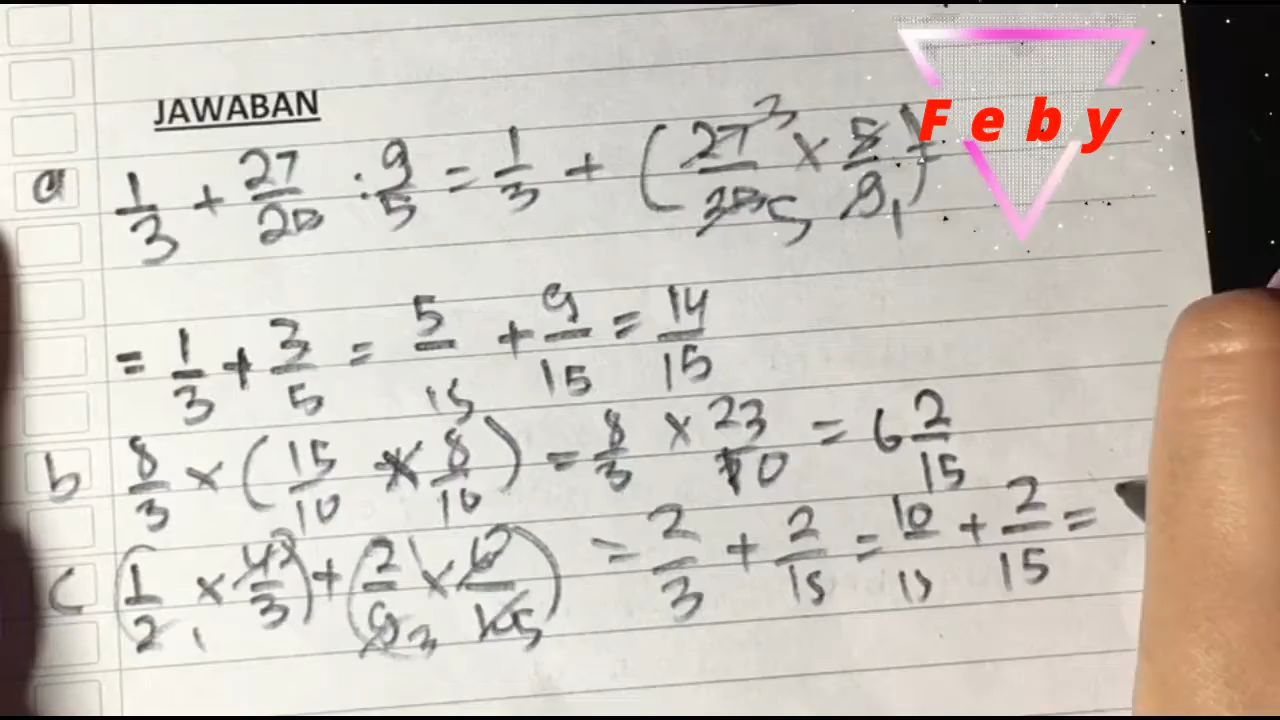 JAWABAN
Feby
a 1/3 + 27/20 : 9/5 = 1/3 + (27/20 × 5/9)
= 1/3 + 3/5 = 5/15 + 9/15 = 14/15
b 8/3 × (15/10 × 8/10) = 8/3 × 23/10 = 6 2/15
c (1/2 × 4/3) + (2/9 × 6/10) = 2/3 + 2/15 = 10/15 + 2/15 =